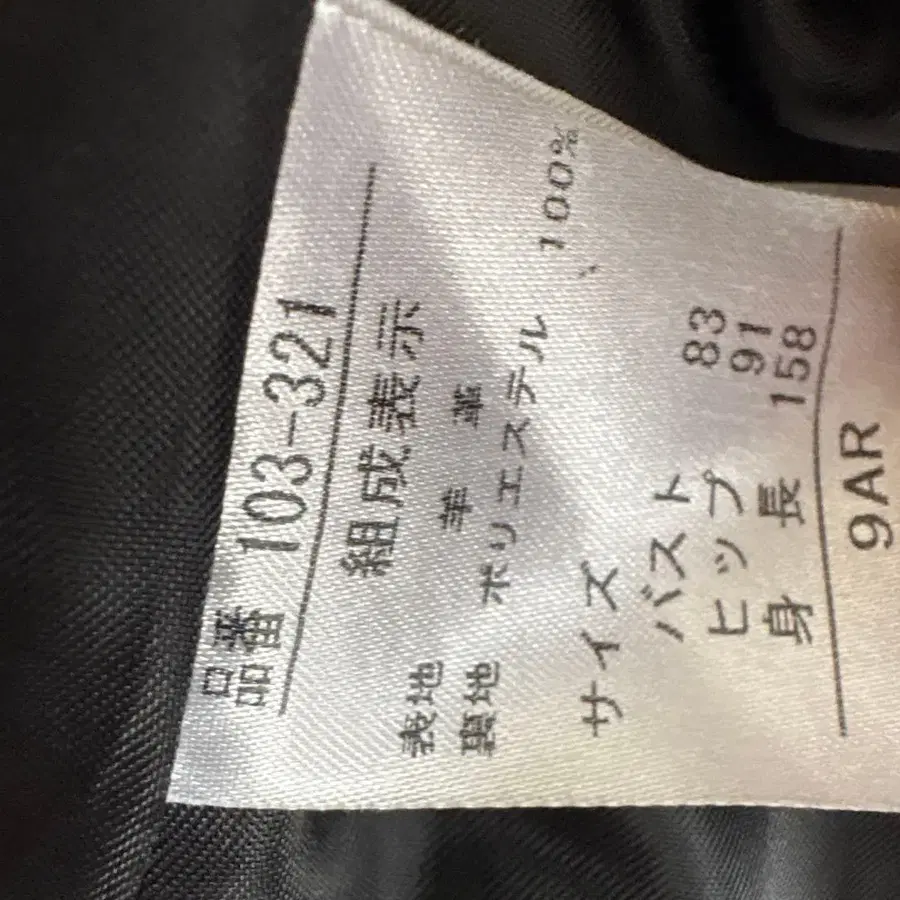 品番 103-321
組成表示
表地 羊 革
裏地 ポリエステル 100%
サイズ
バスト 83
ヒップ 91
身 長 158
9AR